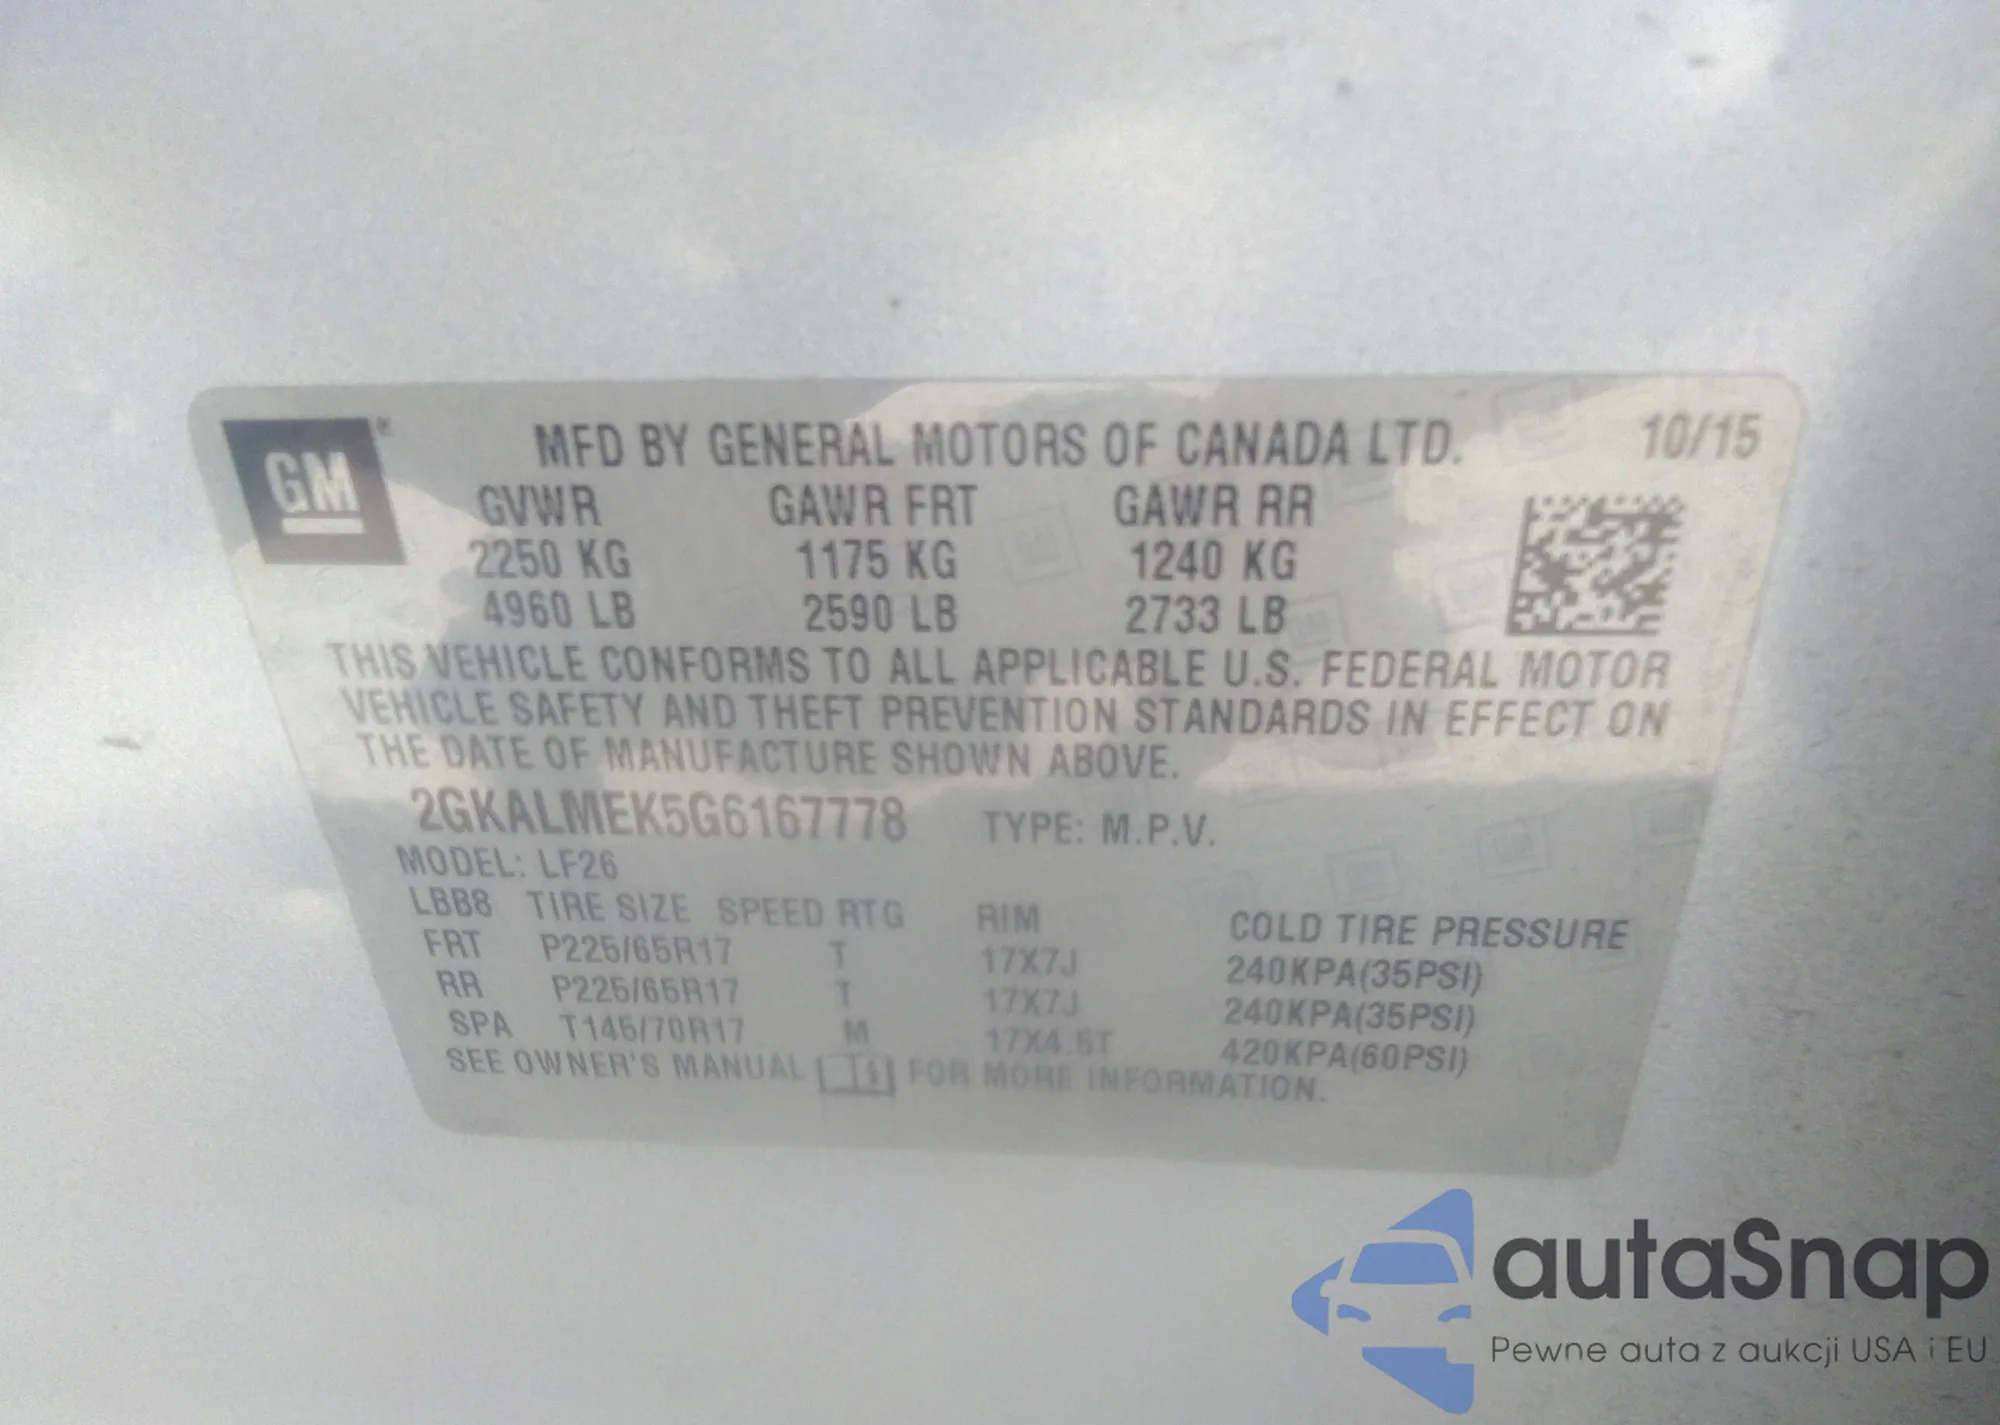 GM
MFD BY GENERAL MOTORS OF CANADA LTD. 10/15
GVWR GAWR FRT GAWR RR
2250 KG 1175 KG 1240 KG
4960 LB 2590 LB 2733 LB
THIS VEHICLE CONFORMS TO ALL APPLICABLE U.S. FEDERAL MOTOR
VEHICLE SAFETY AND THEFT PREVENTION STANDARDS IN EFFECT ON
THE DATE OF MANUFACTURE SHOWN ABOVE.
2GKALMEK5G6167778 TYPE: M.P.V.
MODEL: LF26
LBB8 TIRE SIZE SPEED RTG RIM COLD TIRE PRESSURE
FRT P225/65R17 T 17X7J 240KPA(35PSI)
RR P225/65R17 T 17X7J 240KPA(35PSI)
SPA T145/70R17 M 17X4.5T 420KPA(60PSI)
SEE OWNER'S MANUAL FOR MORE INFORMATION.
autaSnap
Pewne auta z aukcji USA i EU